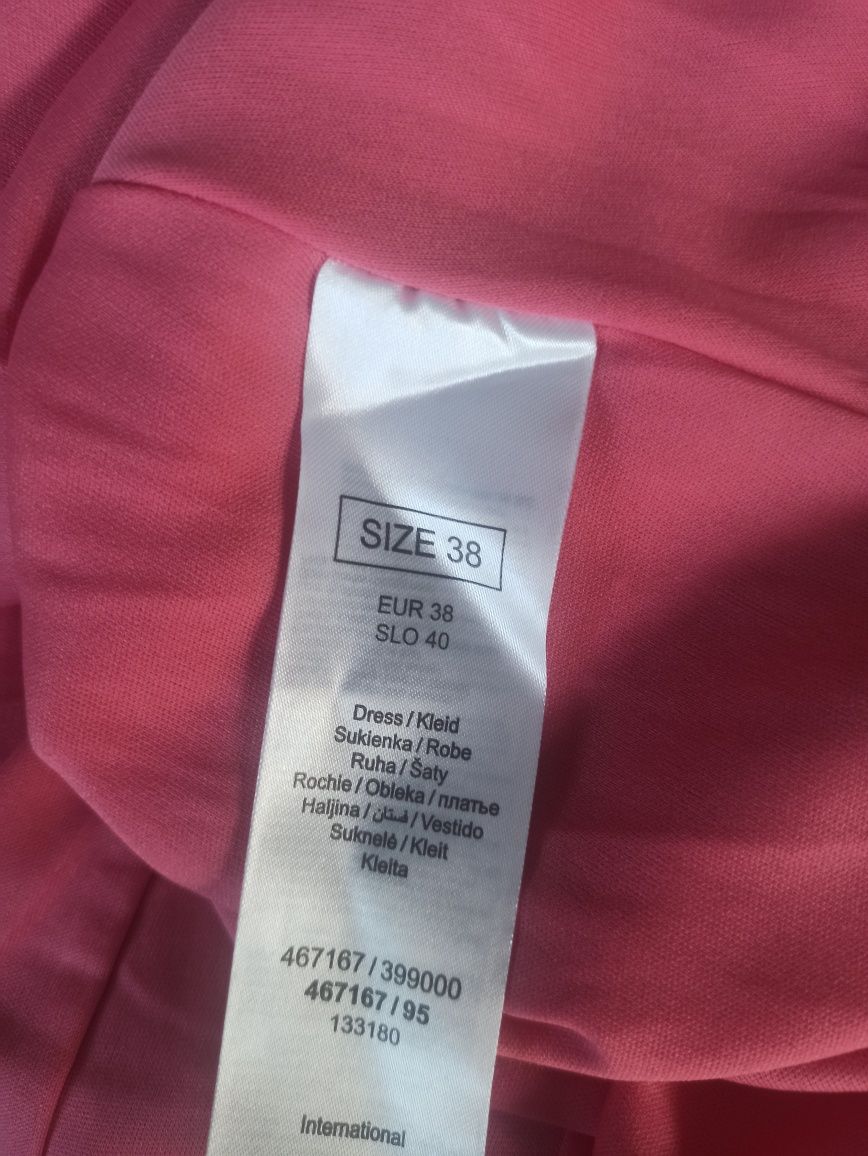 SIZE 38
EUR 38
SLO 40
Dress / Kleid
Sukienka / Robe
Ruha / Šaty
Rochie / Obleka / платье
Haljina / فستان / Vestido
Suknelė / Kleit
Kleita
467167 / 399000
467167 / 95
133180
International